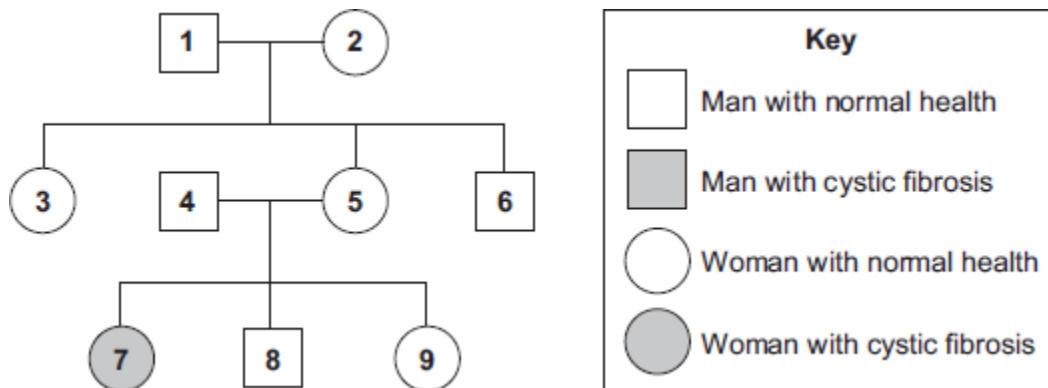 1 2
3 4 5 6
7 8 9
Key
Man with normal health
Man with cystic fibrosis
Woman with normal health
Woman with cystic fibrosis